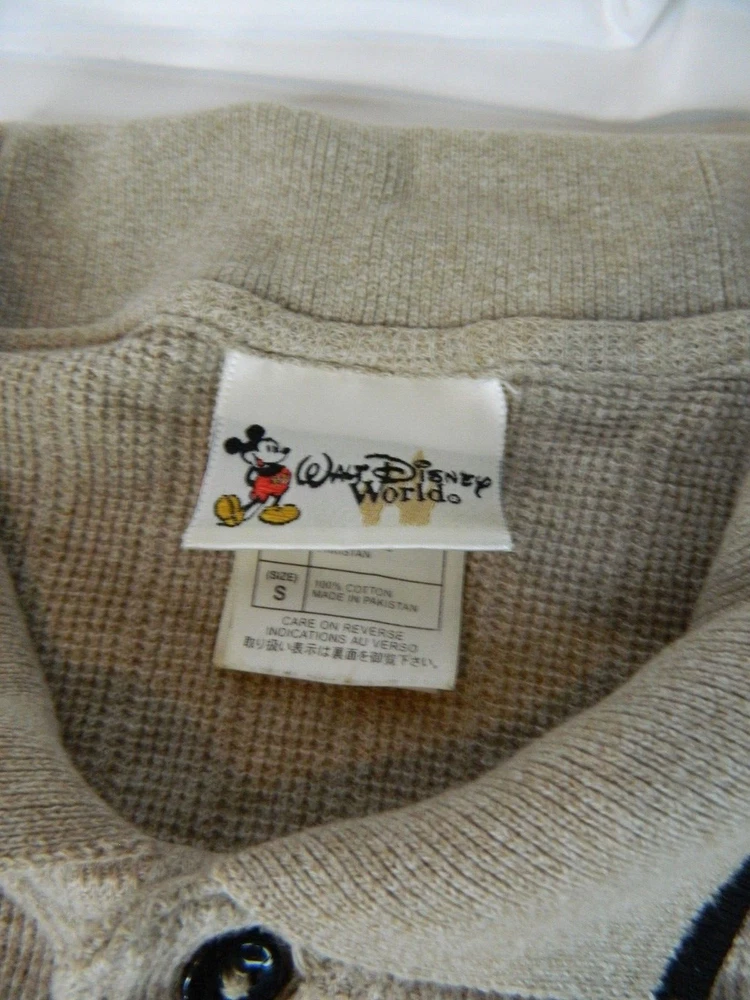 WALT DISNEY
World®
KISTAN
(SIZE)
S
100% COTTON
MADE IN PAKISTAN
CARE ON REVERSE
INDICATIONS AU VERSO
取り扱い表示は裏面を御覧下さい。